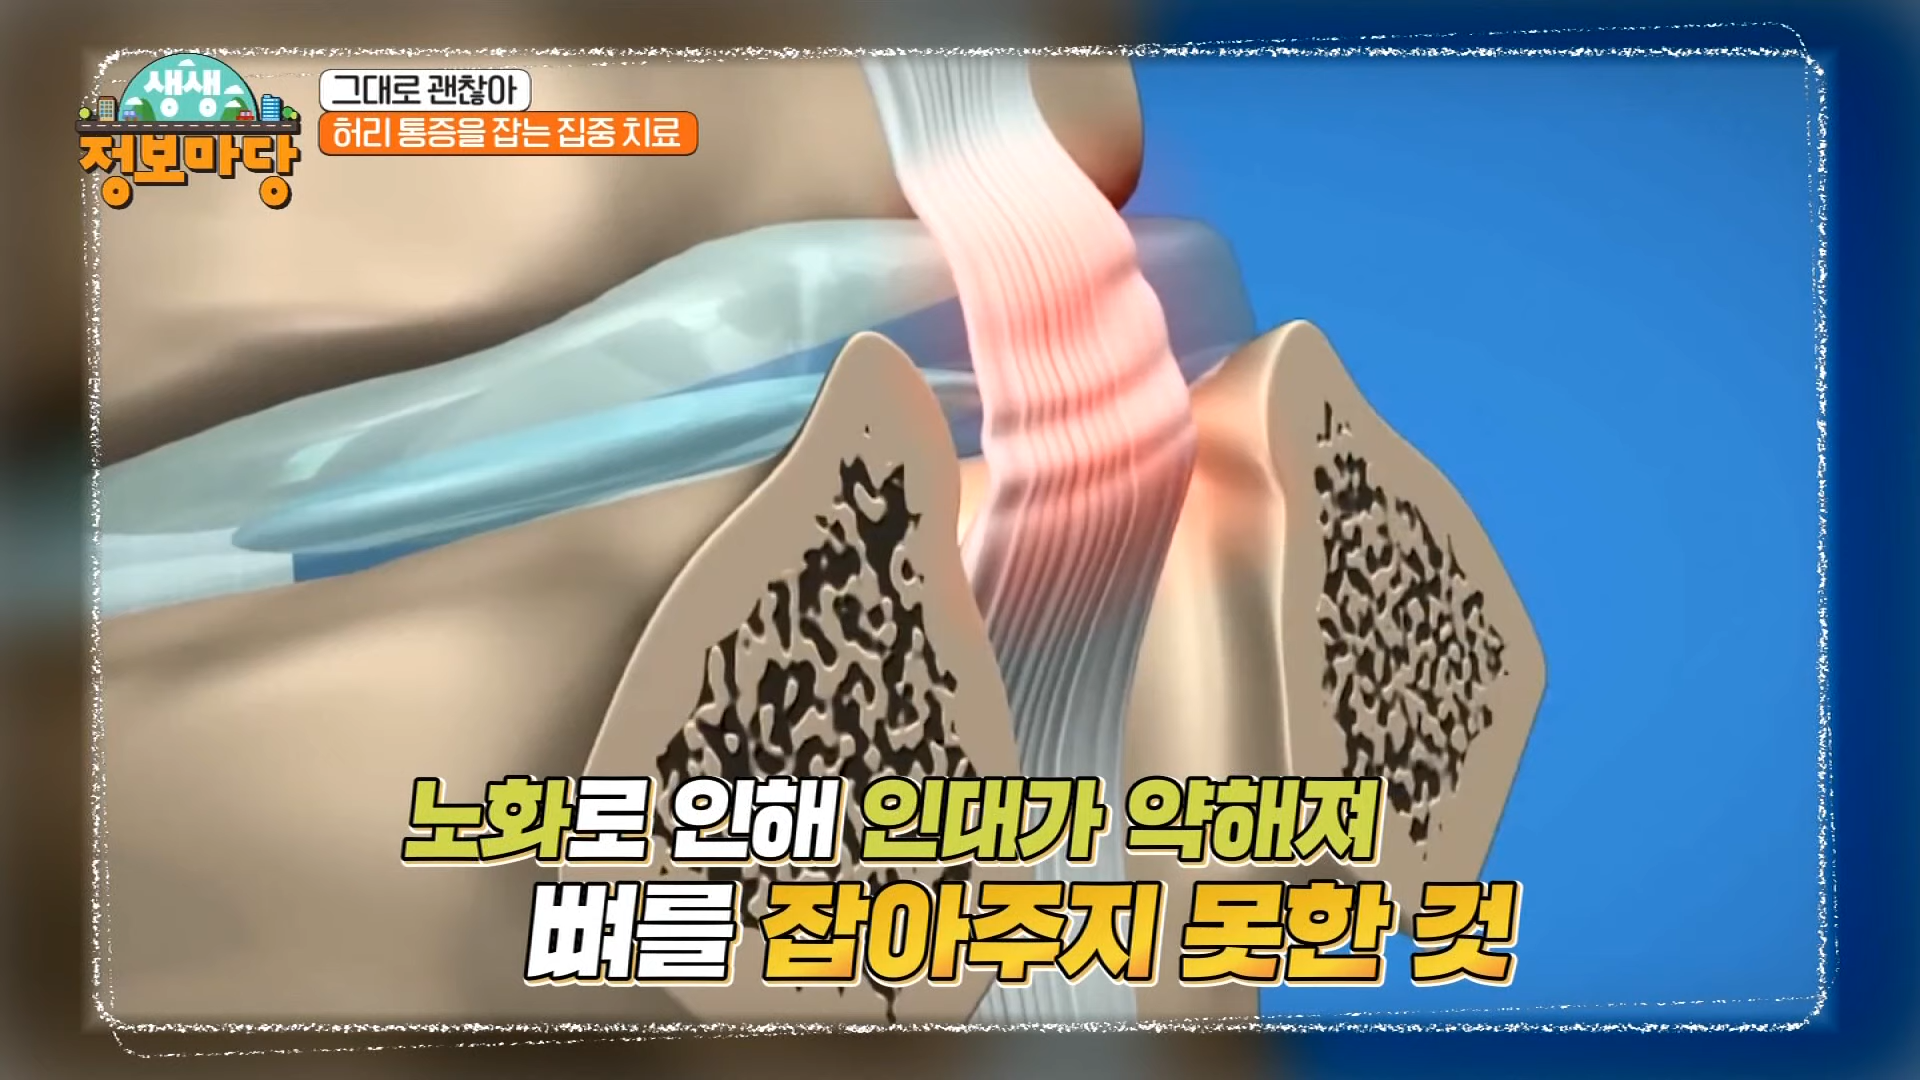 생생
정보마당
그대로 괜찮아
허리 통증을 잡는 집중 치료
노화로 인해 인대가 약해져
뼈를 잡아주지 못한 것